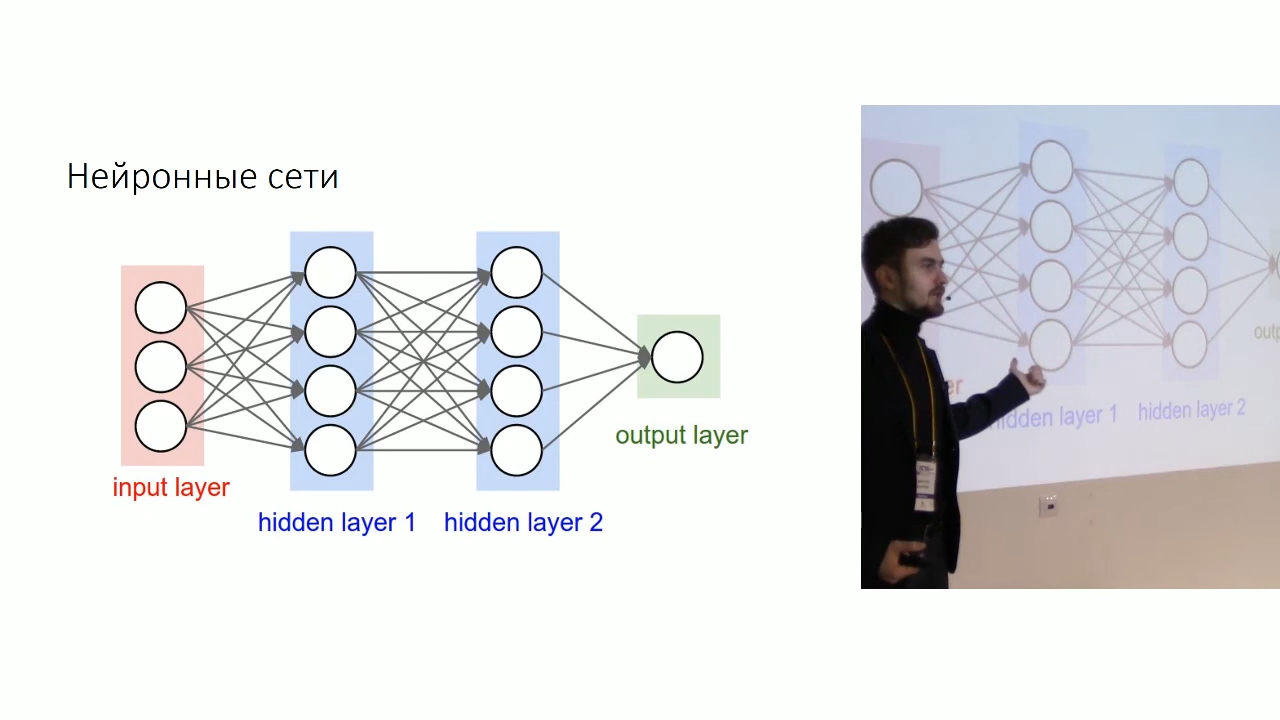 Нейронные сети
input layer
hidden layer 1
hidden layer 2
output layer
hidden layer 1
hidden layer 2